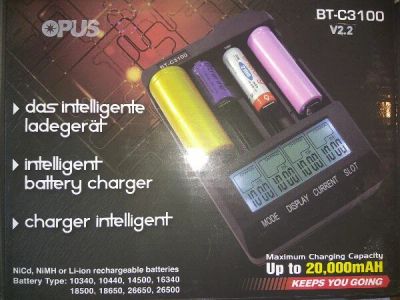 OPUS
BT-C3100
V2.2
BT-C3100
das intelligente
ladegerät
intelligent
battery charger
charger intelligent
MODE DISPLAY CURRENT SLOT
Maximum Charging Capacity
Up to 20,000mAH
KEEPS YOU GOING
NiCd, NiMH or Li-ion rechargeable batteries
Battery Type: 10340, 10440, 14500, 16340
18500, 18650, 26650, 26500